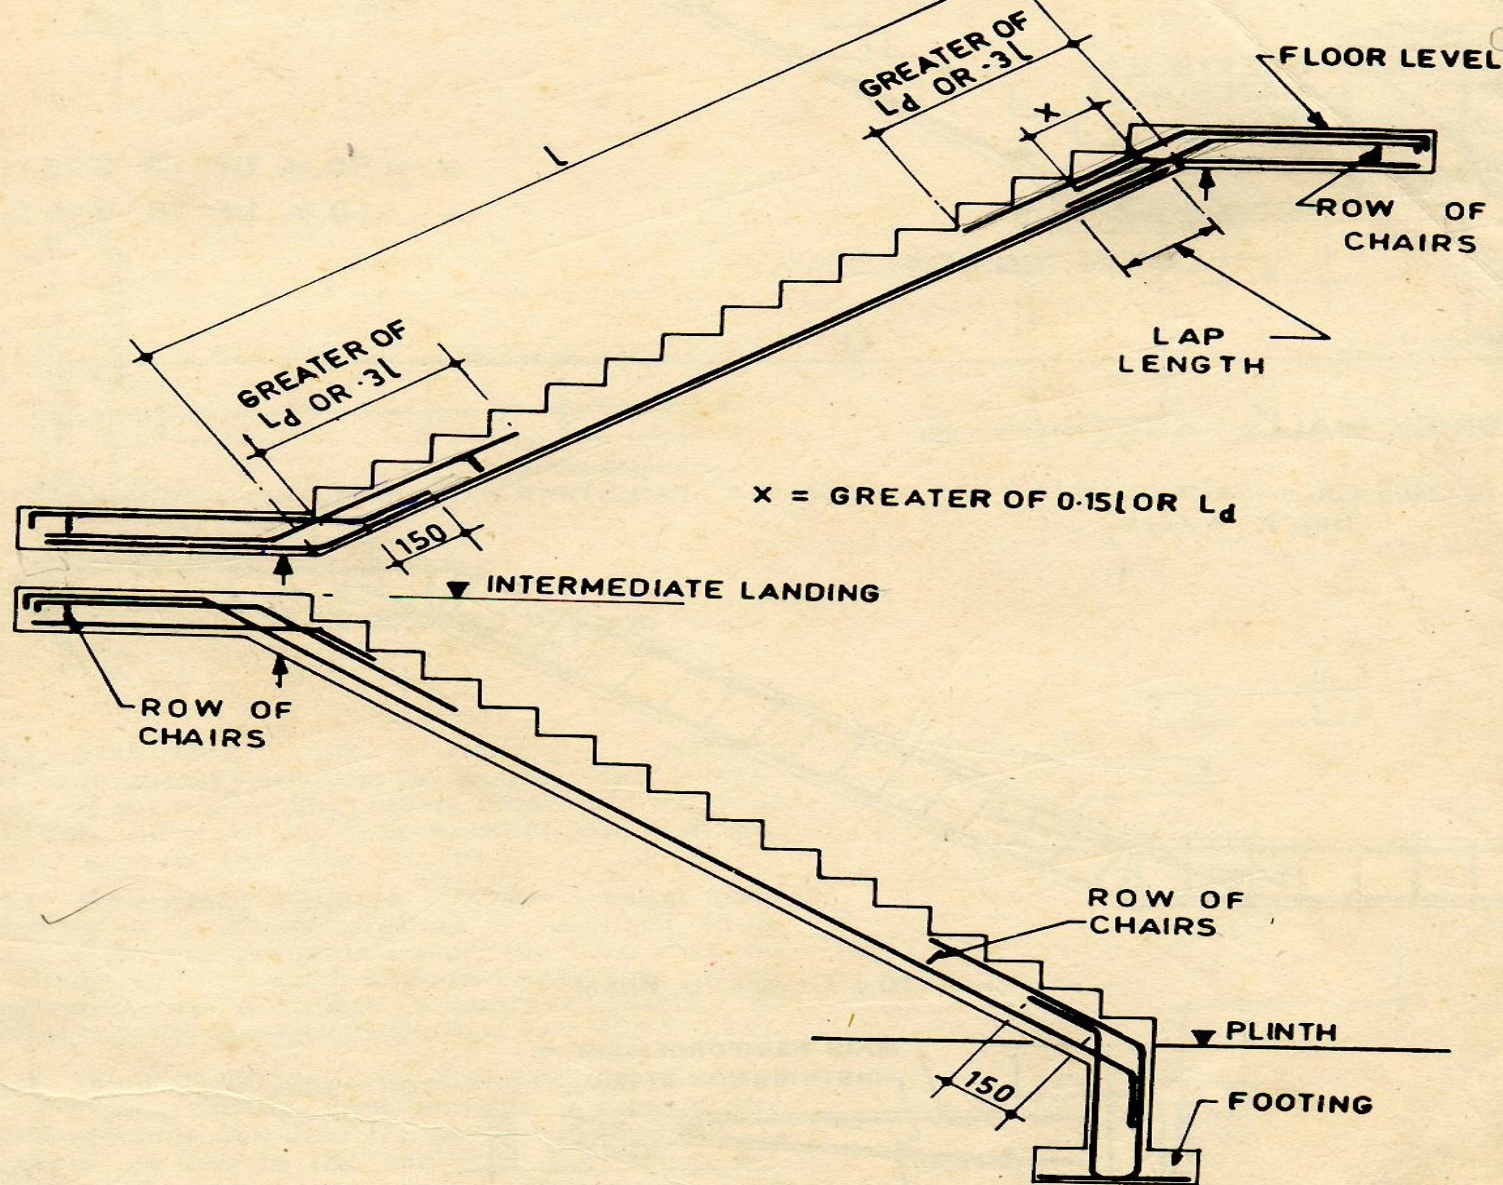 GREATER OF
Ld OR ·3l
x
FLOOR LEVEL
l
ROW OF
CHAIRS
LAP
LENGTH
GREATER OF
Ld OR ·3l
150
X = GREATER OF 0·15l OR Ld
INTERMEDIATE LANDING
ROW OF
CHAIRS
ROW OF
CHAIRS
PLINTH
150
FOOTING